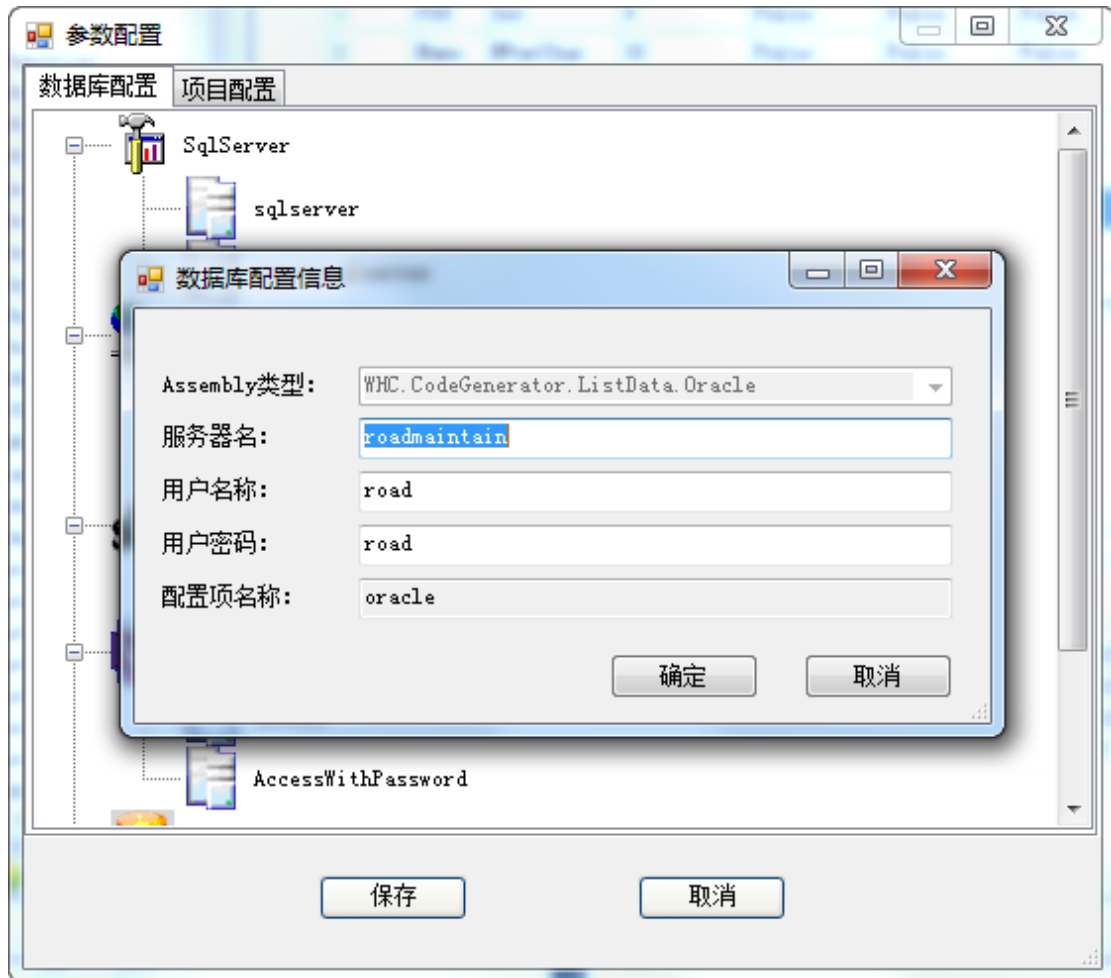 参数配置
数据库配置 项目配置
SqlServer
sqlserver
数据库配置信息
Assembly类型: WHC.CodeGenerator.ListData.Oracle
服务器名: roadmaintain
用户名称: road
用户密码: road
配置项名称: oracle
确定 取消
AccessWithPassword
保存 取消